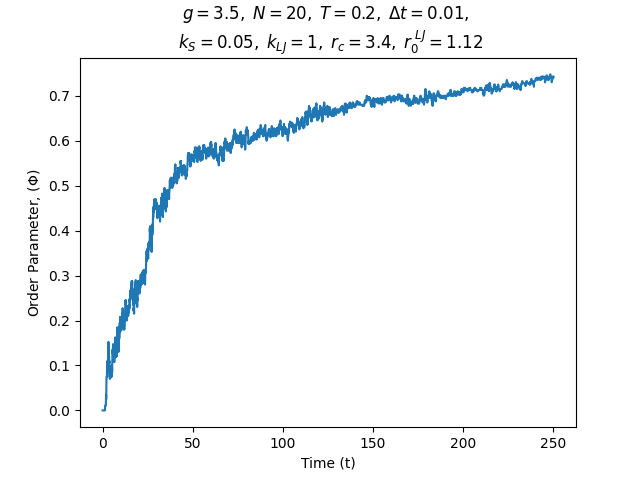 g = 3.5, N = 20, T = 0.2, Δt = 0.01,
k_S = 0.05, k_LJ = 1, r_c = 3.4, r_0^LJ = 1.12
0.7
0.6
0.5
0.4
0.3
0.2
0.1
0.0
Order Parameter, (Φ)
0 50 100 150 200 250
Time (t)